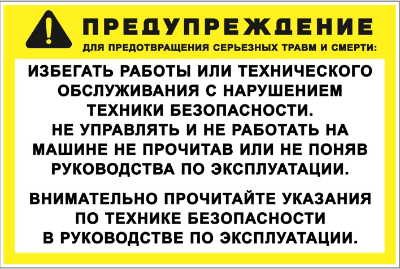 ПРЕДУПРЕЖДЕНИЕ
ДЛЯ ПРЕДОТВРАЩЕНИЯ СЕРЬЕЗНЫХ ТРАВМ И СМЕРТИ:
ИЗБЕГАТЬ РАБОТЫ ИЛИ ТЕХНИЧЕСКОГО
ОБСЛУЖИВАНИЯ С НАРУШЕНИЕМ
ТЕХНИКИ БЕЗОПАСНОСТИ.
НЕ УПРАВЛЯТЬ И НЕ РАБОТАТЬ НА
МАШИНЕ НЕ ПРОЧИТАВ ИЛИ НЕ ПОНЯВ
РУКОВОДСТВА ПО ЭКСПЛУАТАЦИИ.
ВНИМАТЕЛЬНО ПРОЧИТАЙТЕ УКАЗАНИЯ
ПО ТЕХНИКЕ БЕЗОПАСНОСТИ
В РУКОВОДСТВЕ ПО ЭКСПЛУАТАЦИИ.